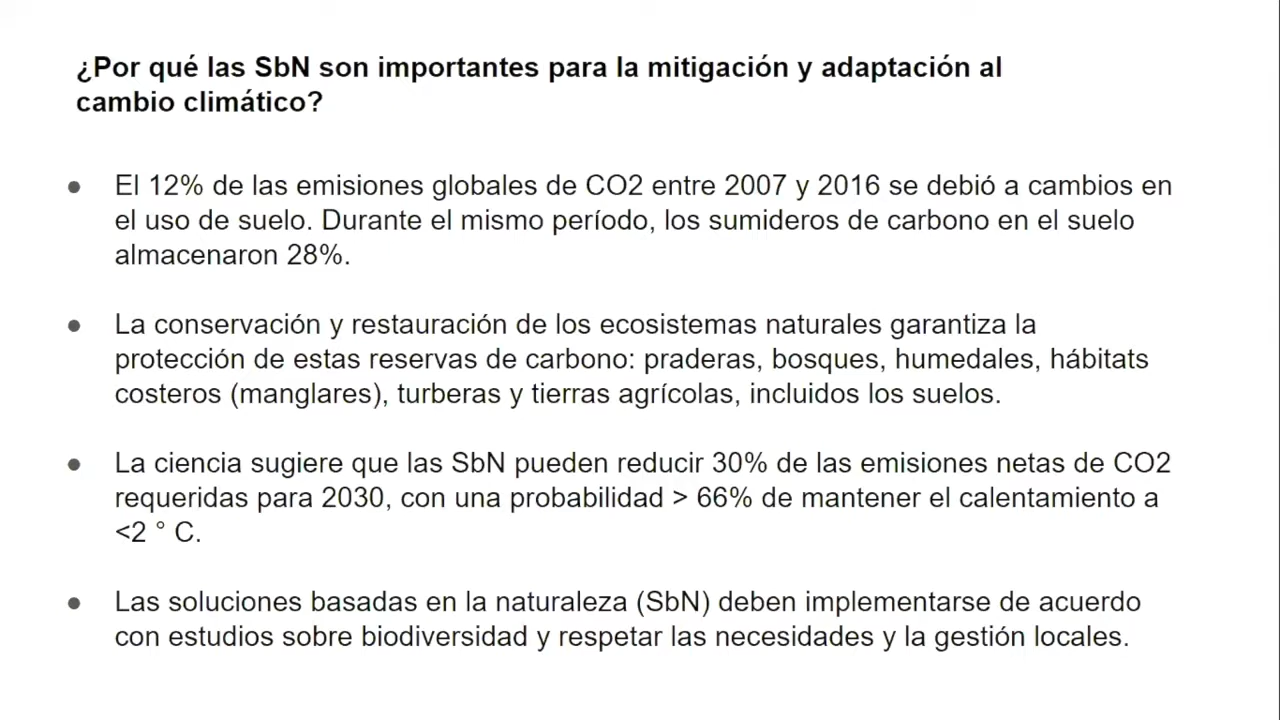 ¿Por qué las SbN son importantes para la mitigación y adaptación al
cambio climático?
● El 12% de las emisiones globales de CO2 entre 2007 y 2016 se debió a cambios en
el uso de suelo. Durante el mismo período, los sumideros de carbono en el suelo
almacenaron 28%.
● La conservación y restauración de los ecosistemas naturales garantiza la
protección de estas reservas de carbono: praderas, bosques, humedales, hábitats
costeros (manglares), turberas y tierras agrícolas, incluidos los suelos.
● La ciencia sugiere que las SbN pueden reducir 30% de las emisiones netas de CO2
requeridas para 2030, con una probabilidad > 66% de mantener el calentamiento a
<2 ° C.
● Las soluciones basadas en la naturaleza (SbN) deben implementarse de acuerdo
con estudios sobre biodiversidad y respetar las necesidades y la gestión locales.